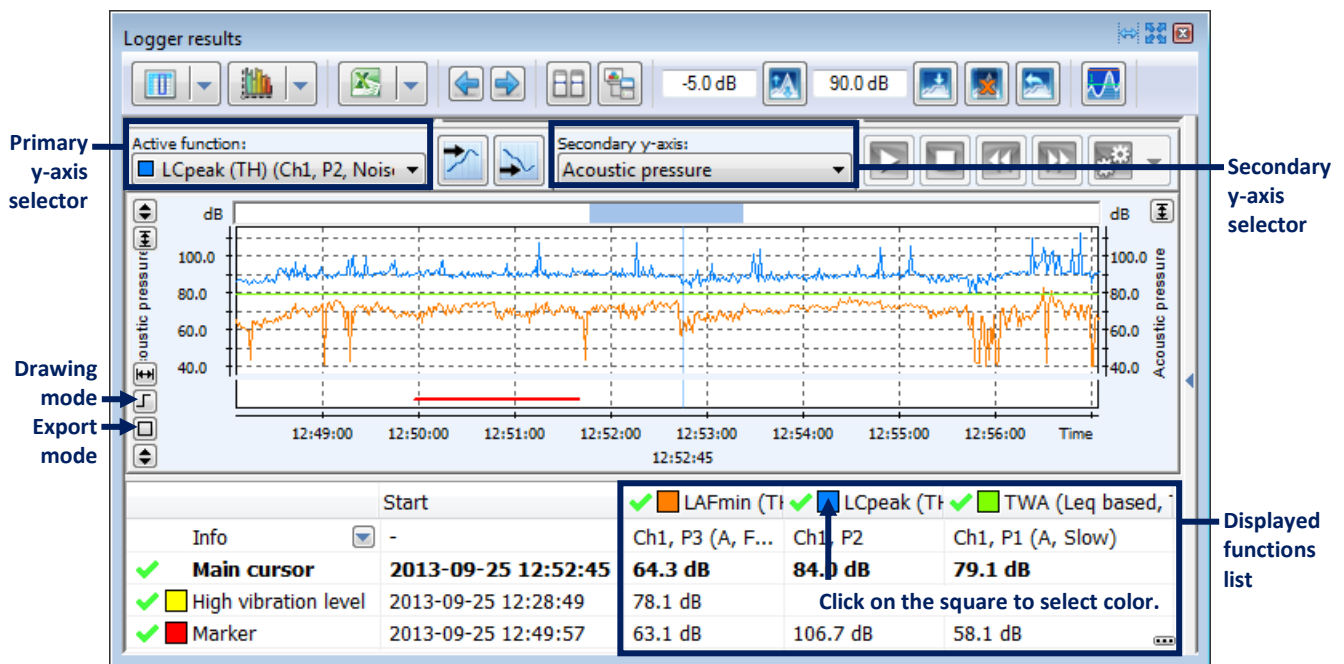 Logger results
-5.0 dB 90.0 dB
Primary y-axis selector
Active function:
LCpeak (TH) (Ch1, P2, Nois
Secondary y-axis:
Acoustic pressure
Secondary y-axis selector
dB dB
100.0 100.0
80.0 80.0
60.0 60.0
40.0 40.0
Acoustic pressure
Drawing mode
Export mode
12:49:00 12:50:00 12:51:00 12:52:00 12:53:00 12:54:00 12:55:00 12:56:00 Time
12:52:45
Start LAFmin (TH LCpeak (TH TWA (Leq based,
Info - Ch1, P3 (A, F... Ch1, P2 Ch1, P1 (A, Slow)
Main cursor 2013-09-25 12:52:45 64.3 dB 84.0 dB 79.1 dB
High vibration level 2013-09-25 12:28:49 78.1 dB
Click on the square to select color.
Marker 2013-09-25 12:49:57 63.1 dB 106.7 dB 58.1 dB
Displayed functions list